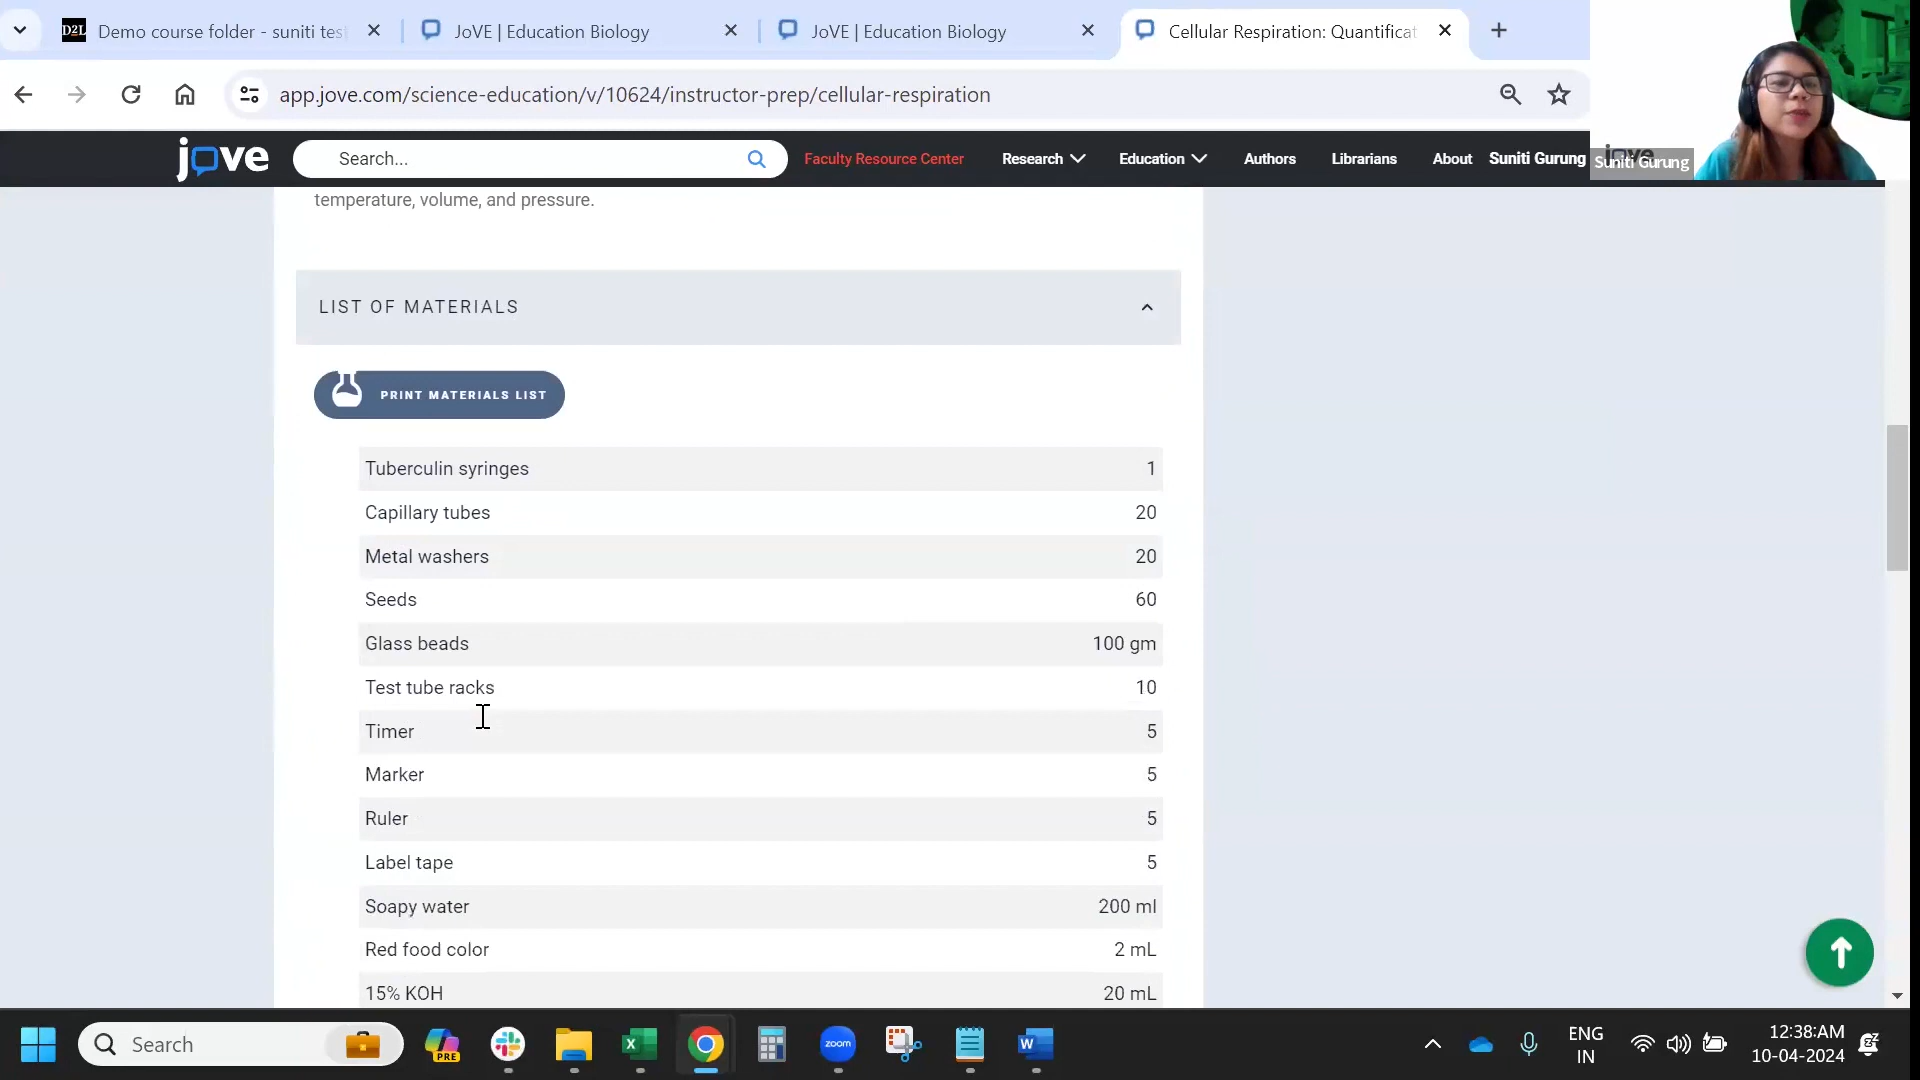 D2L Demo course folder - suniti tes
JoVE | Education Biology
JoVE | Education Biology
Cellular Respiration: Quantificat
app.jove.com/science-education/v/10624/instructor-prep/cellular-respiration
jove
Search...
Faculty Resource Center
Research
Education
Authors
Librarians
About
Suniti Gurung
Suniti Gurung
jove
temperature, volume, and pressure.
LIST OF MATERIALS
PRINT MATERIALS LIST
Tuberculin syringes 1
Capillary tubes 20
Metal washers 20
Seeds 60
Glass beads 100 gm
Test tube racks 10
Timer 5
Marker 5
Ruler 5
Label tape 5
Soapy water 200 ml
Red food color 2 mL
15% KOH 20 mL
Search
PRE
zoom
ENG
IN
12:38:AM
10-04-2024